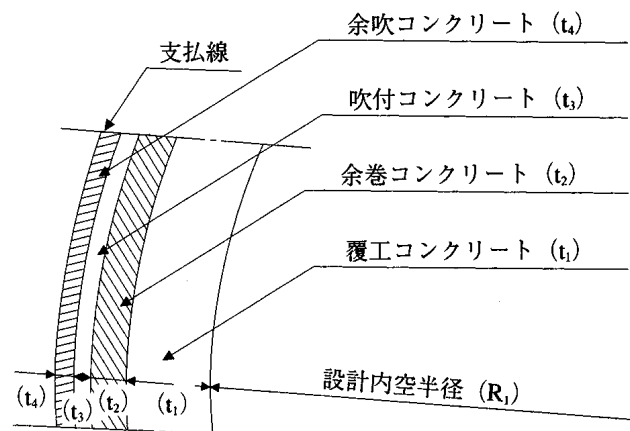 余吹コンクリート (t₄)
支払線
吹付コンクリート (t₃)
余巻コンクリート (t₂)
覆工コンクリート (t₁)
設計内空半径 (R₁)
(t₄) (t₃) (t₂) (t₁)